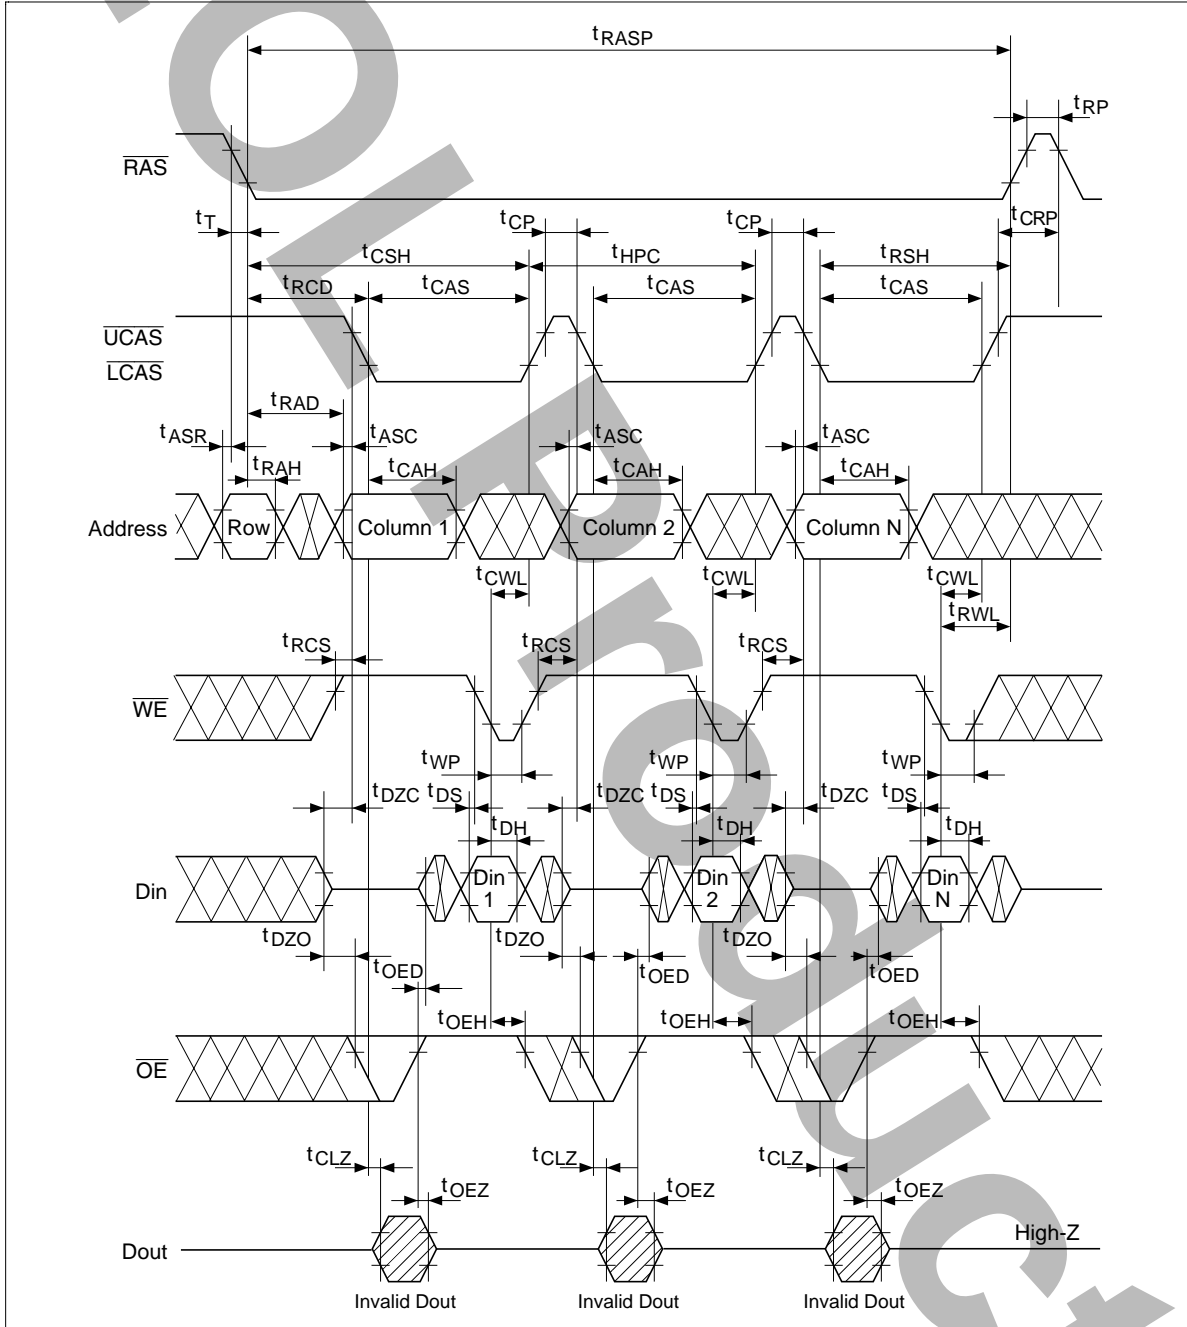 tRASP
tRP
RAS
tT
tCP
tCP
tCRP
tCSH
tHPC
tRSH
tRCD
tCAS
tCAS
tCAS
UCAS
LCAS
tRAD
tASR
tASC
tASC
tASC
tRAH
tCAH
tCAH
tCAH
Address
Row
Column 1
Column 2
Column N
tCWL
tCWL
tCWL
tRWL
tRCS
tRCS
tRCS
WE
tWP
tWP
tWP
tDZC
tDS
tDZC
tDS
tDZC
tDS
tDH
tDH
tDH
Din
Din 1
Din 2
Din N
tDZO
tDZO
tDZO
tOED
tOED
tOED
tOEH
tOEH
tOEH
OE
tCLZ
tCLZ
tCLZ
tOEZ
tOEZ
tOEZ
Dout
High-Z
Invalid Dout
Invalid Dout
Invalid Dout
OL Product